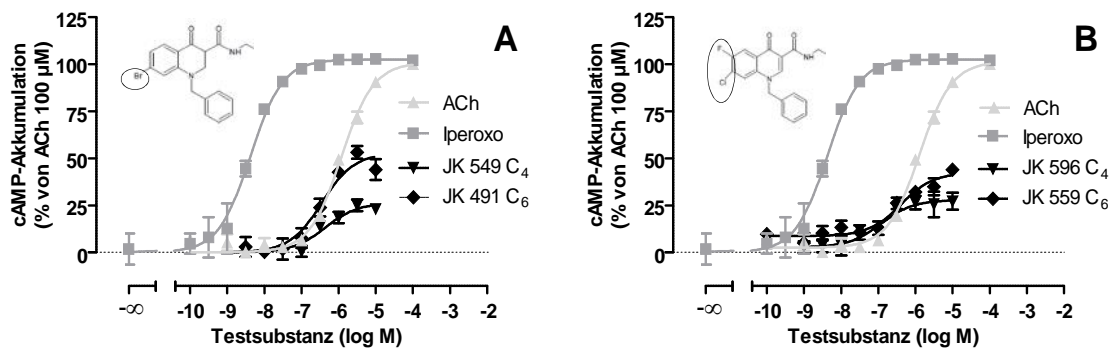 A
cAMP-Akkumulation
(% von ACh 100 µM)
125
100
75
50
25
0
-∞
-10
-9
-8
-7
-6
-5
-4
-3
-2
Testsubstanz (log M)
O
O
NH
N
Br
ACh
Iperoxo
JK 549 C4
JK 491 C6
B
cAMP-Akkumulation
(% von ACh 100 µM)
125
100
75
50
25
0
-∞
-10
-9
-8
-7
-6
-5
-4
-3
-2
Testsubstanz (log M)
O
O
F
NH
Cl
N
ACh
Iperoxo
JK 596 C4
JK 559 C6